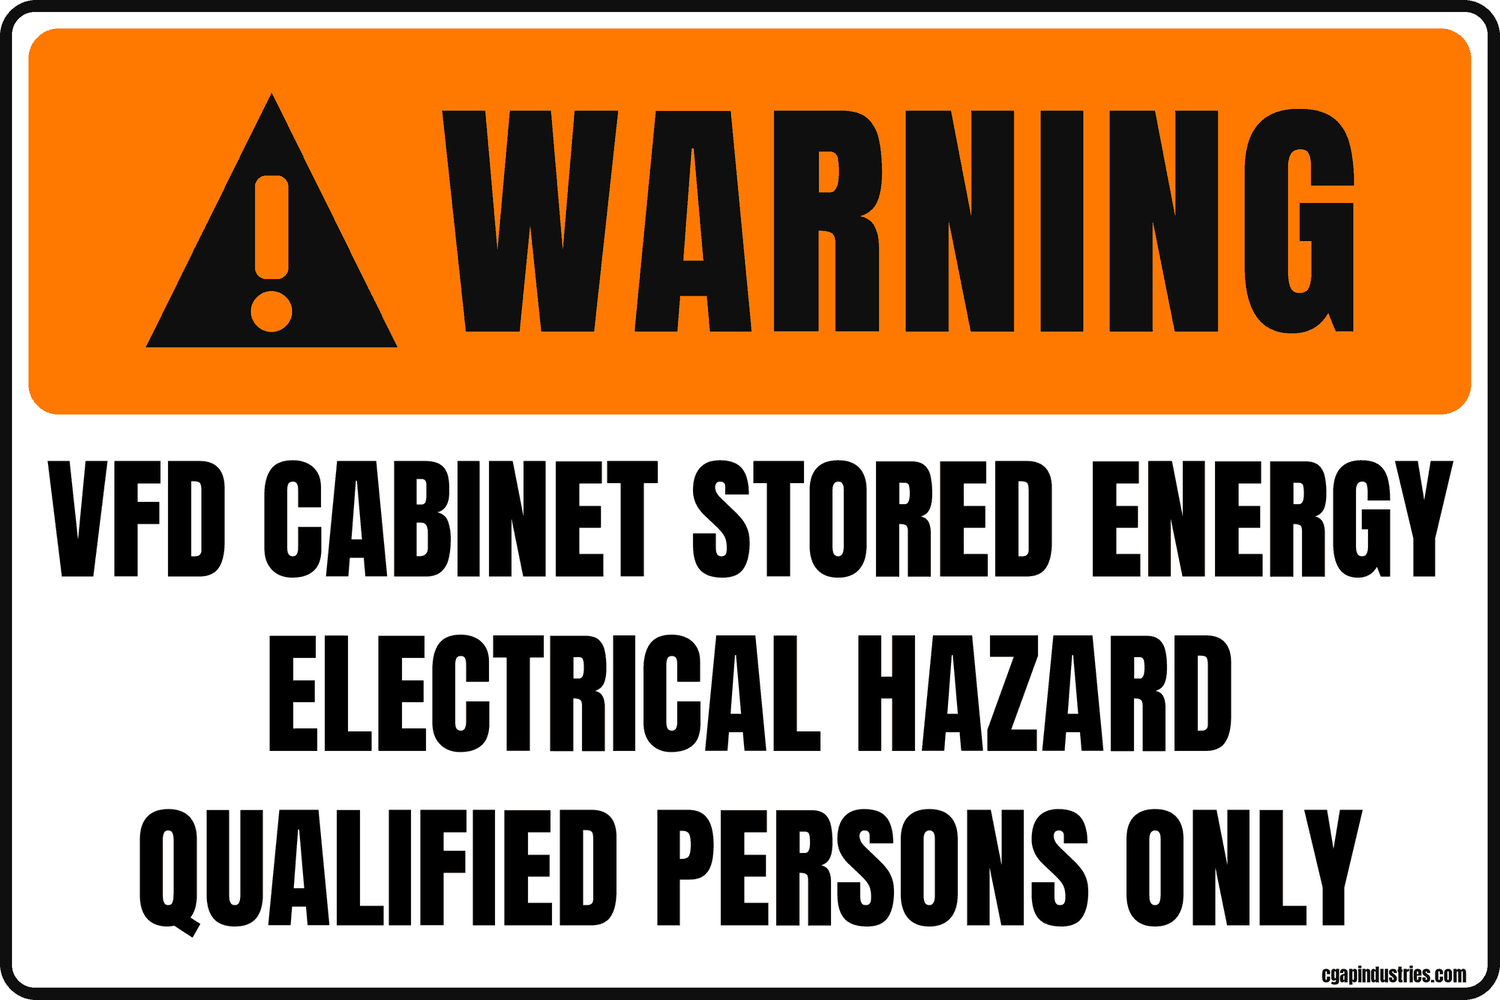 WARNING
VFD CABINET STORED ENERGY
ELECTRICAL HAZARD
QUALIFIED PERSONS ONLY
cgapindustries.com